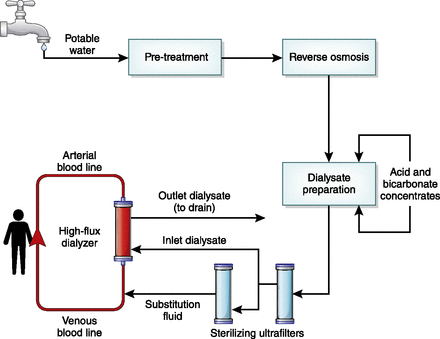 Potable
water
Pre-treatment
Reverse osmosis
Arterial
blood line
Dialysate
preparation
Acid and
bicarbonate
concentrates
Outlet dialysate
(to drain)
High-flux
dialyzer
Inlet dialysate
Substitution
fluid
Venous
blood line
Sterilizing ultrafilters